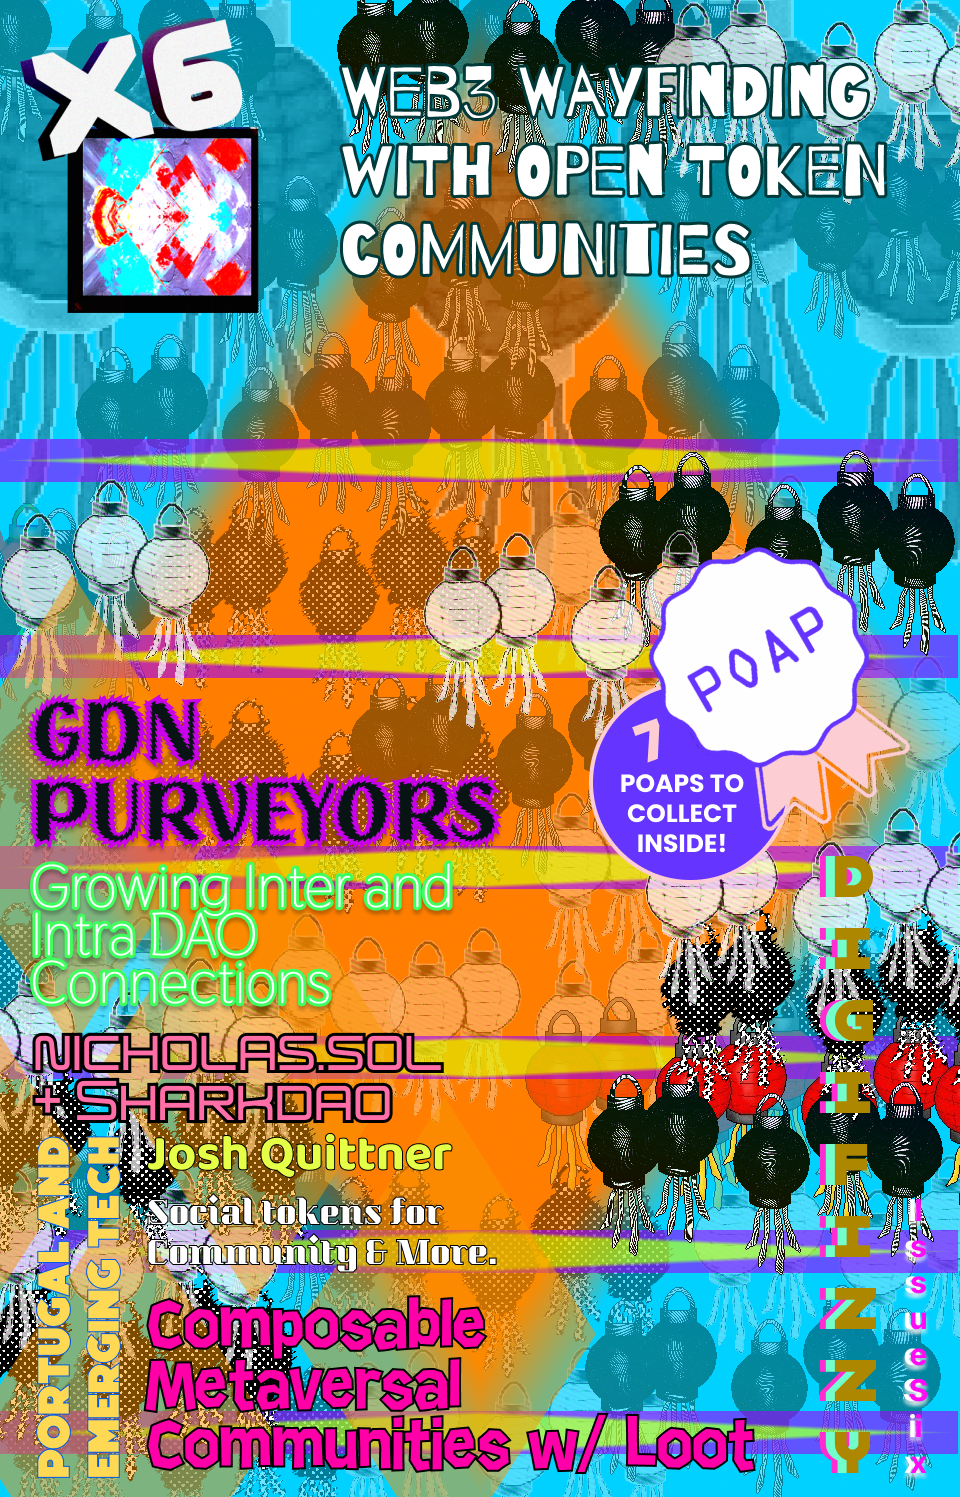 X6
WEB3 WAYFINDING
WITH OPEN TOKEN
COMMUNITIES
POAP
7
POAPS TO
COLLECT
INSIDE!
GDN
PURVEYORS
Growing Inter and
Intra DAO
Connections
NICHOLAS.SOL
+ SHARKDAO
Josh Quittner
Social tokens for
Community & More.
PORTUGAL AND
EMERGING TECH
Composable
Metaversal
Communities w/ Loot
DIGIFIZZY
IssueSix